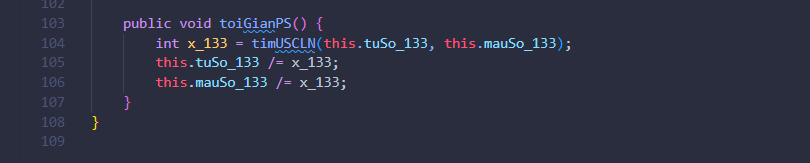 102
103 public void toiGianPS() {
104 int x_133 = timUSCLN(this.tuSo_133, this.mauSo_133);
105 this.tuSo_133 /= x_133;
106 this.mauSo_133 /= x_133;
107 }
108 }
109